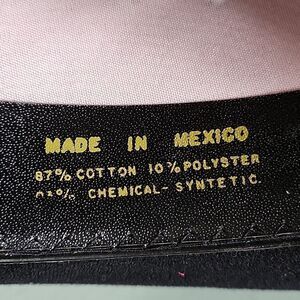 MADE IN MEXICO
87% COTTON 10% POLYSTER
% CHEMICAL-SYNTETIC.